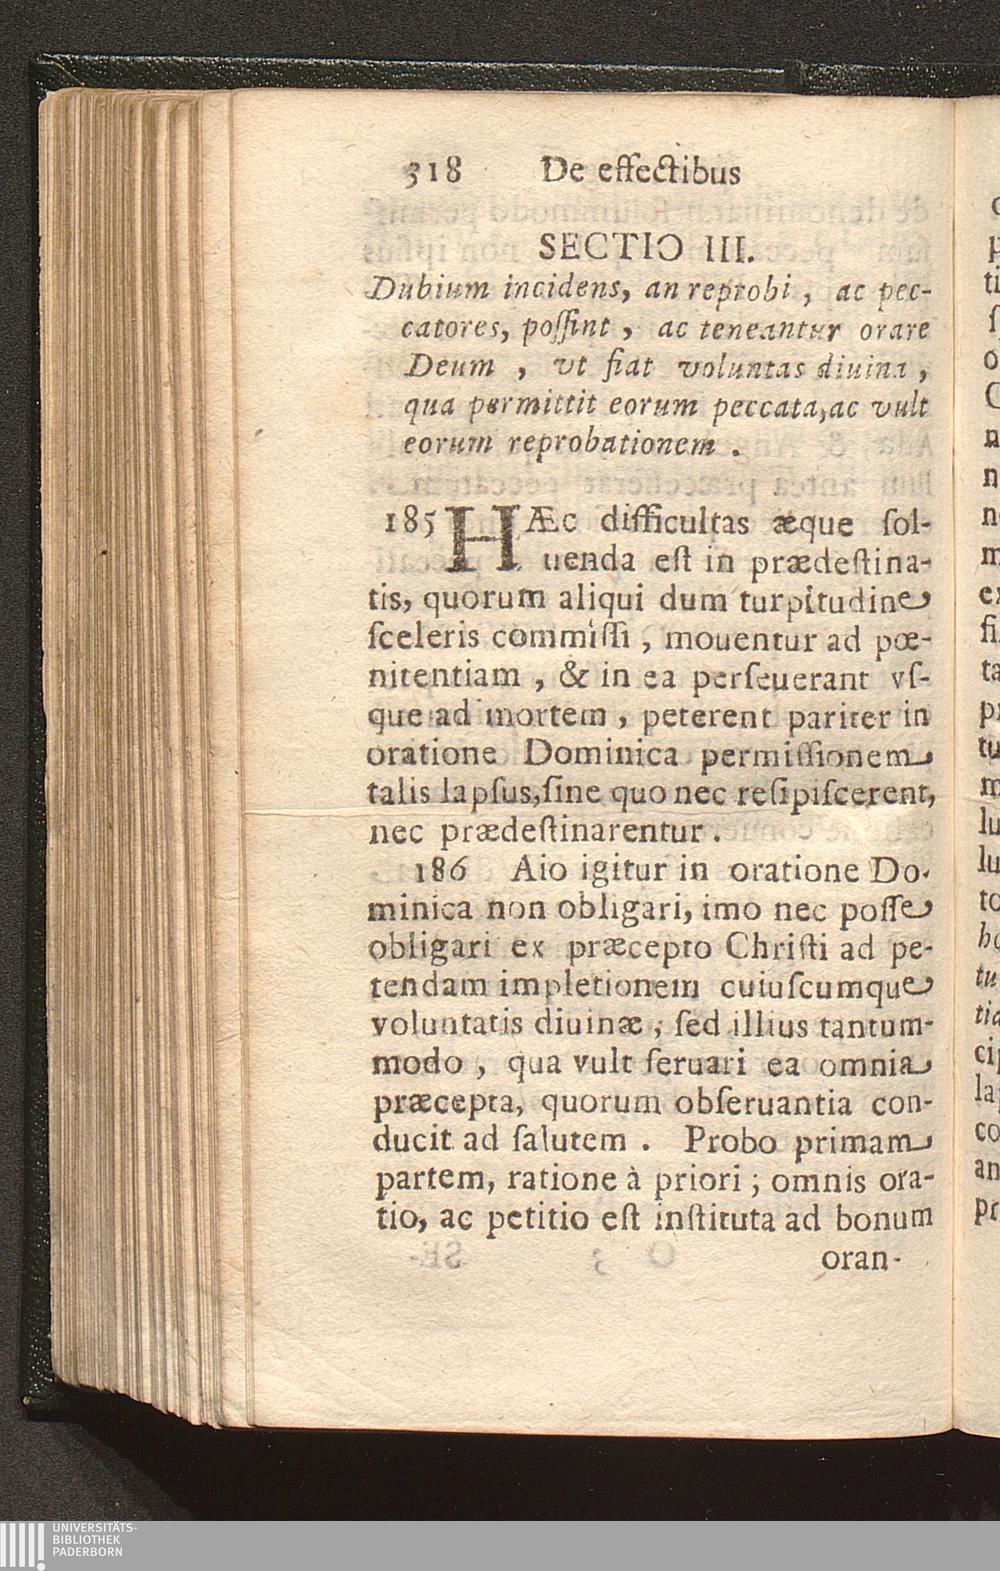 318 De effectibus
SECTIO III.
Dubium incidens, an reprobi, ac pec-
catores, poſſint, ac teneantur orare
Deum, vt fiat voluntas diuina,
qua permittit eorum peccata, ac vult
eorum reprobationem.
185 HÆc difficultas æque ſol-
uenda eſt in prædeſtina-
tis, quorum aliqui dum turpitudine
ſceleris commiſſi, mouentur ad pœ-
nitentiam, & in ea perſeuerant vſ-
que ad mortem, peterent pariter in
oratione Dominica permiſſionem
talis lapſus, ſine quo nec reſipiſcerent,
nec prædeſtinarentur.
186 Aio igitur in oratione Do-
minica non obligari, imo nec poſſe
obligari ex præcepto Chriſti ad pe-
tendam impletionem cuiuſcumque
voluntatis diuinæ, ſed illius tantum-
modo, qua vult ſeruari ea omnia
præcepta, quorum obſeruantia con-
ducit ad ſalutem. Probo primam
partem, ratione à priori; omnis ora-
tio, ac petitio eſt inſtituta ad bonum
oran-
UNIVERSITÄTS-
BIBLIOTHEK
PADERBORN